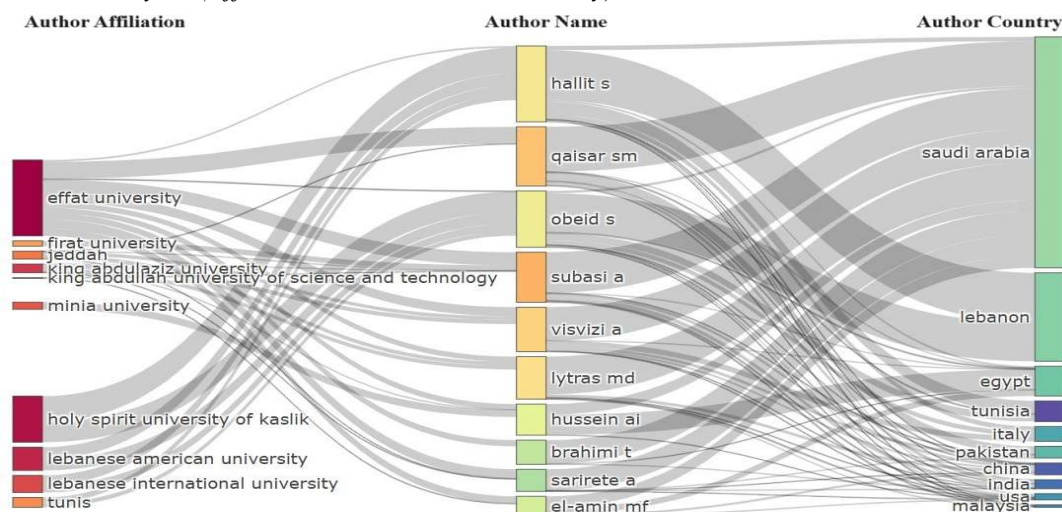 Author Affiliation
Author Name
Author Country
effat university
firat university
jeddah
king abdulaziz university
king abdullah university of science and technology
minia university
holy spirit university of kaslik
lebanese american university
lebanese international university
tunis
hallit s
qaisar sm
obeid s
subasi a
visvizi a
lytras md
hussein ai
brahimi t
sarirete a
el-amin mf
saudi arabia
lebanon
egypt
tunisia
italy
pakistan
china
india
usa
malaysia